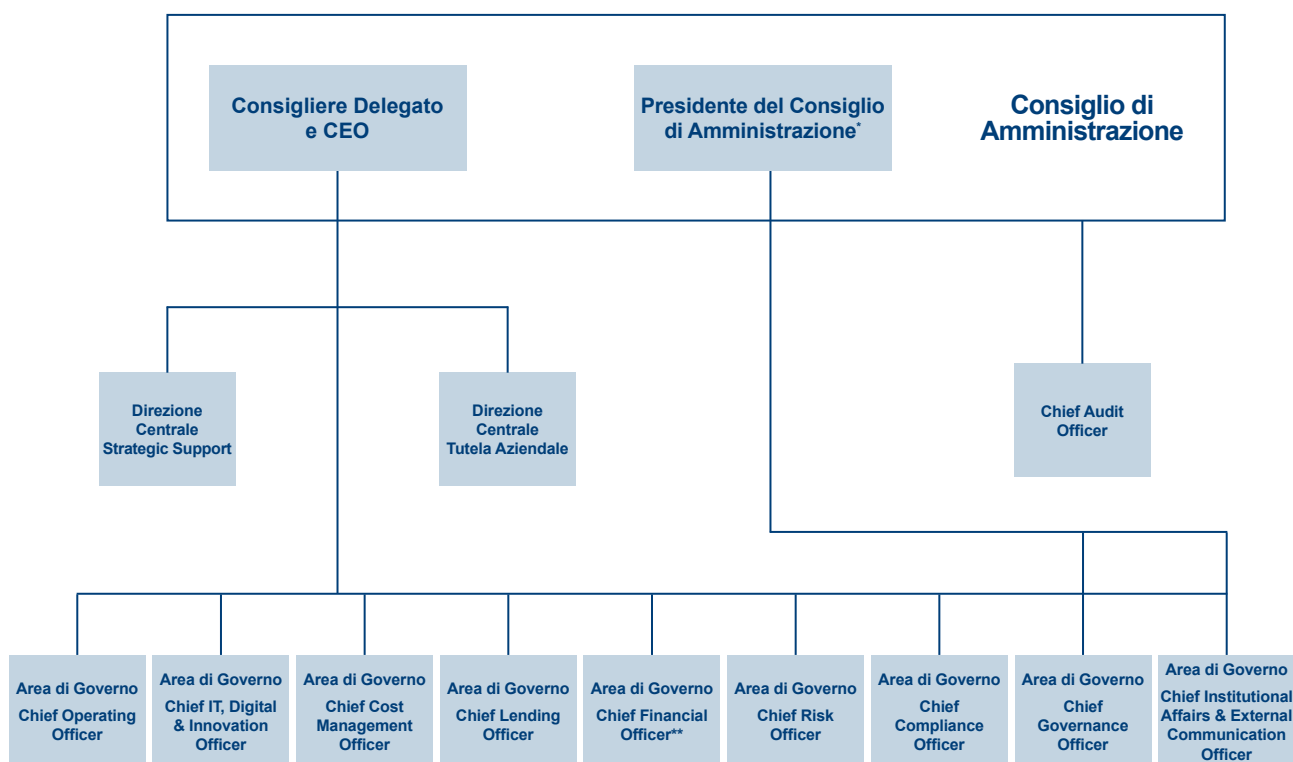 Consigliere Delegato
e CEO
Presidente del Consiglio
di Amministrazione*
Consiglio di
Amministrazione
Direzione
Centrale
Strategic Support
Direzione
Centrale
Tutela Aziendale
Chief Audit
Officer
Area di Governo
Chief Operating
Officer
Area di Governo
Chief IT, Digital
& Innovation
Officer
Area di Governo
Chief Cost
Management
Officer
Area di Governo
Chief Lending
Officer
Area di Governo
Chief Financial
Officer**
Area di Governo
Chief Risk
Officer
Area di Governo
Chief
Compliance
Officer
Area di Governo
Chief
Governance
Officer
Area di Governo
Chief Institutional
Affairs & External
Communication
Officer